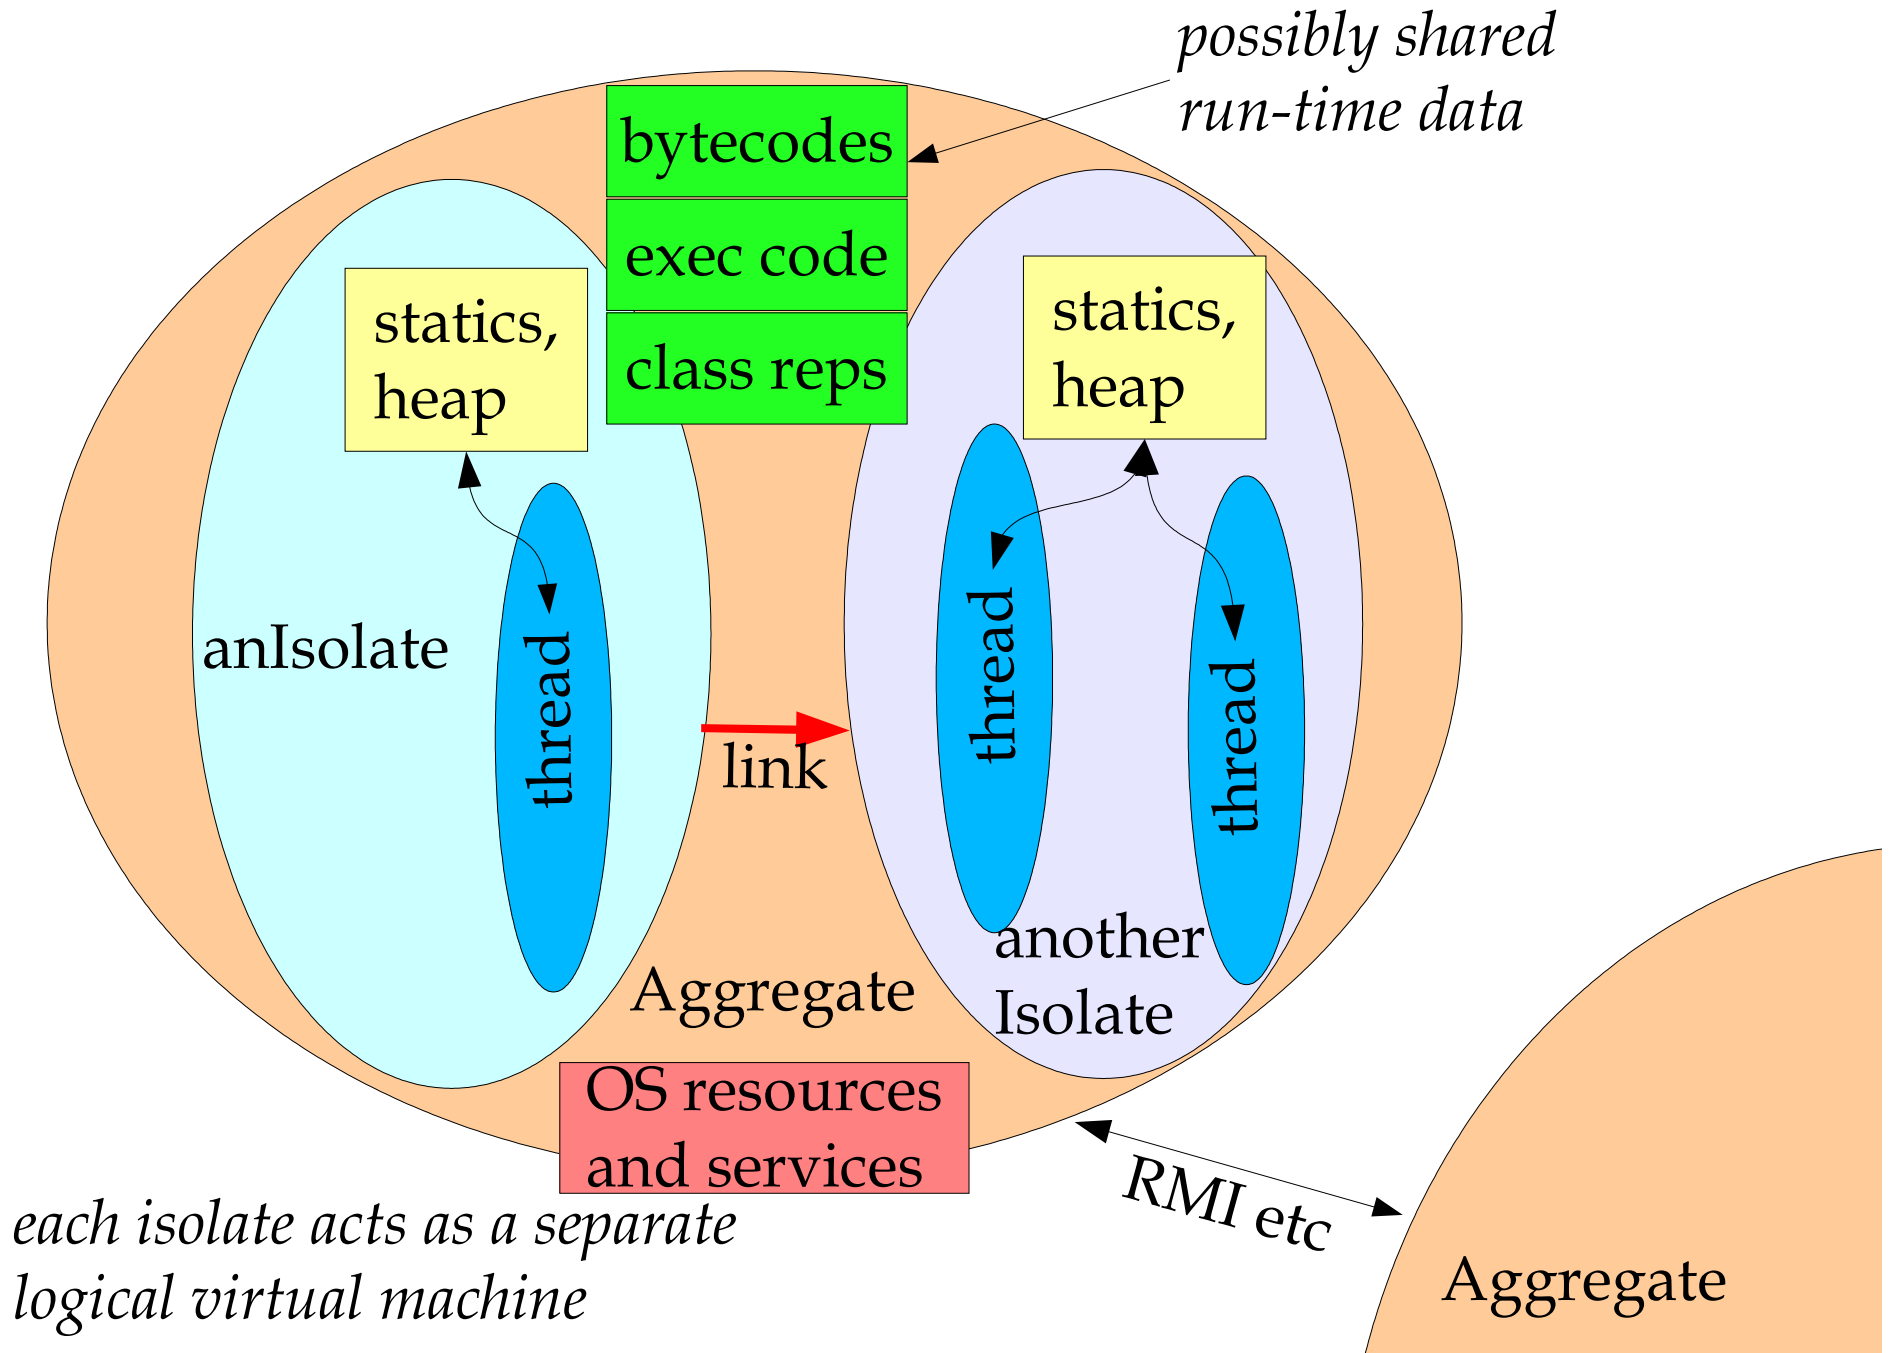 possibly shared
run-time data
bytecodes
exec code
class reps
statics,
heap
statics,
heap
anIsolate
thread
thread
thread
link
another
Isolate
Aggregate
OS resources
and services
RMI etc
each isolate acts as a separate
logical virtual machine
Aggregate